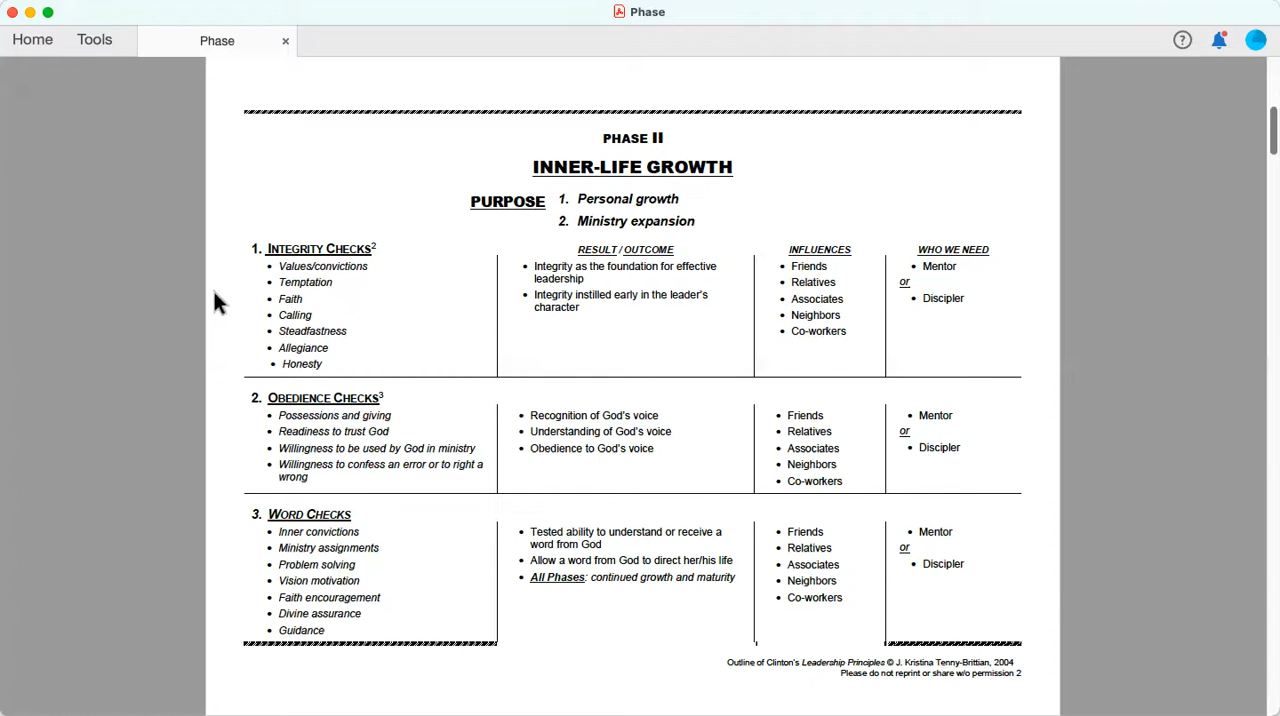 Phase
Home
Tools
Phase
×
?
PHASE II
INNER-LIFE GROWTH
PURPOSE
1. Personal growth
2. Ministry expansion
1. INTEGRITY CHECKS2
• Values/convictions
• Temptation
• Faith
• Calling
• Steadfastness
• Allegiance
• Honesty
RESULT / OUTCOME
• Integrity as the foundation for effective
leadership
• Integrity instilled early in the leader's
character
INFLUENCES
• Friends
• Relatives
• Associates
• Neighbors
• Co-workers
WHO WE NEED
• Mentor
or
• Discipler
2. OBEDIENCE CHECKS3
• Possessions and giving
• Readiness to trust God
• Willingness to be used by God in ministry
• Willingness to confess an error or to right a
wrong
• Recognition of God's voice
• Understanding of God's voice
• Obedience to God's voice
• Friends
• Relatives
• Associates
• Neighbors
• Co-workers
• Mentor
or
• Discipler
3. WORD CHECKS
• Inner convictions
• Ministry assignments
• Problem solving
• Vision motivation
• Faith encouragement
• Divine assurance
• Guidance
• Tested ability to understand or receive a
word from God
• Allow a word from God to direct her/his life
• All Phases: continued growth and maturity
• Friends
• Relatives
• Associates
• Neighbors
• Co-workers
• Mentor
or
• Discipler
Outline of Clinton's Leadership Principles © J. Kristina Tenny-Brittian, 2004
Please do not reprint or share w/o permission 2